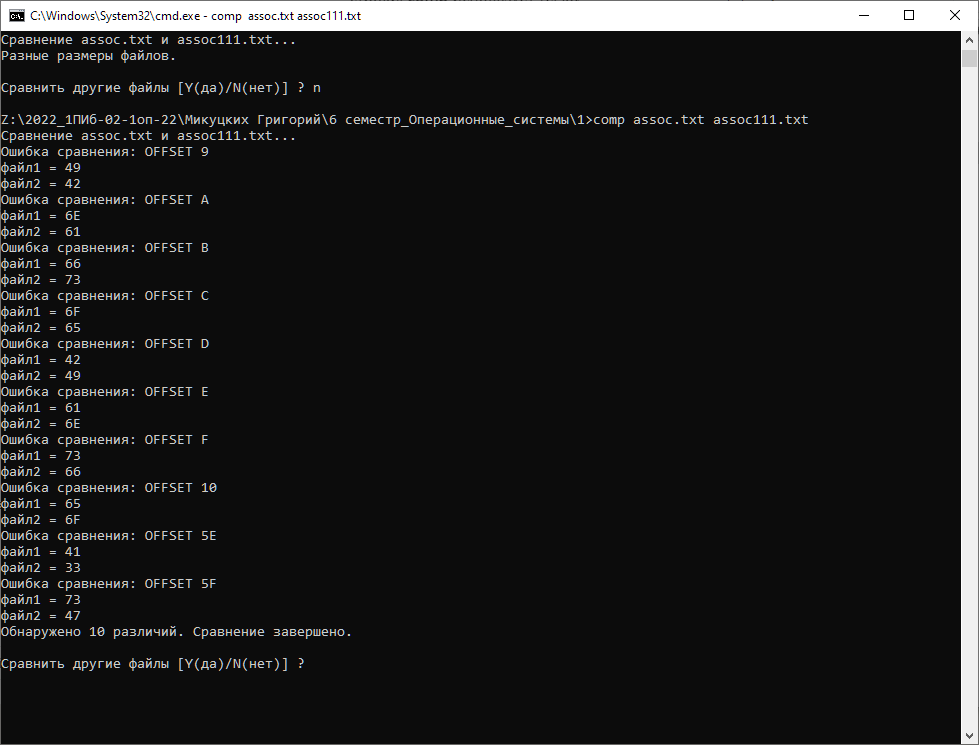 C:\Windows\System32\cmd.exe - comp  assoc.txt assoc111.txt
Сравнение assoc.txt и assoc111.txt...
Разные размеры файлов.
Сравнить другие файлы [Y(да)/N(нет)] ? n
Z:\2022_1ПИб-02-1оп-22\Микуцких Григорий\6 семестр_Операционные_системы\1>comp assoc.txt assoc111.txt
Сравнение assoc.txt и assoc111.txt...
Ошибка сравнения: OFFSET 9
файл1 = 49
файл2 = 42
Ошибка сравнения: OFFSET A
файл1 = 6E
файл2 = 61
Ошибка сравнения: OFFSET B
файл1 = 66
файл2 = 73
Ошибка сравнения: OFFSET C
файл1 = 6F
файл2 = 65
Ошибка сравнения: OFFSET D
файл1 = 42
файл2 = 49
Ошибка сравнения: OFFSET E
файл1 = 61
файл2 = 6E
Ошибка сравнения: OFFSET F
файл1 = 73
файл2 = 66
Ошибка сравнения: OFFSET 10
файл1 = 65
файл2 = 6F
Ошибка сравнения: OFFSET 5E
файл1 = 41
файл2 = 33
Ошибка сравнения: OFFSET 5F
файл1 = 73
файл2 = 47
Обнаружено 10 различий. Сравнение завершено.
Сравнить другие файлы [Y(да)/N(нет)] ?